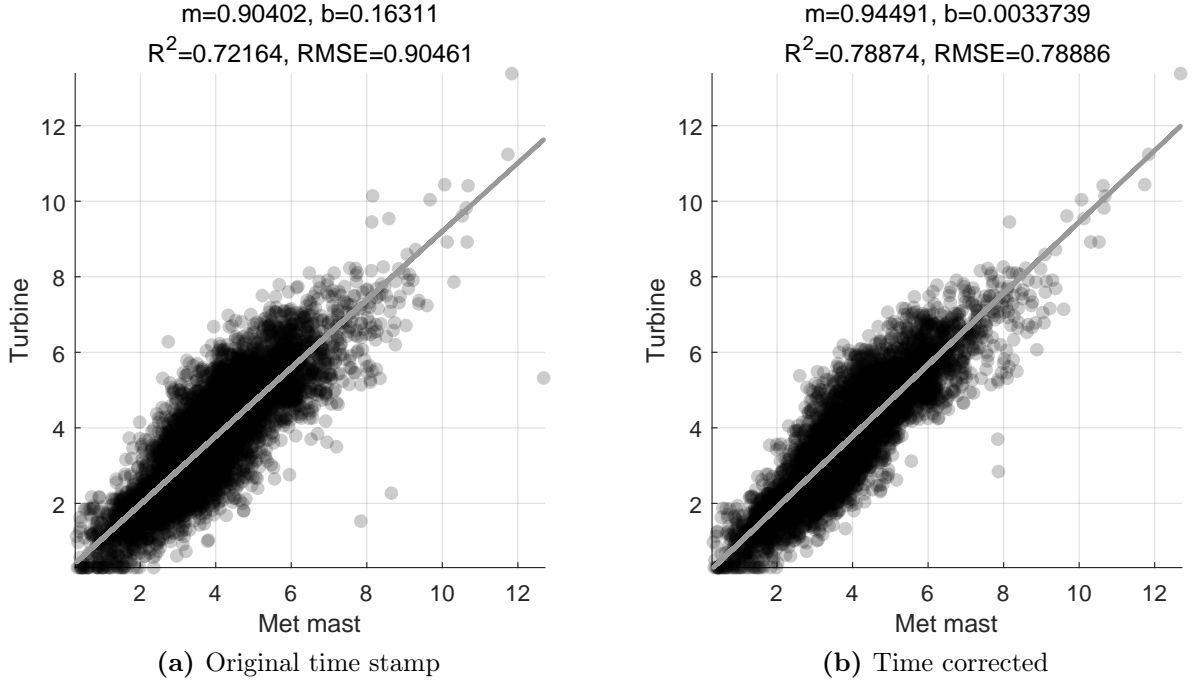 m=0.90402, b=0.16311
R²=0.72164, RMSE=0.90461
12
10
8
6
4
2
Turbine
2 4 6 8 10 12
Met mast
(a) Original time stamp
m=0.94491, b=0.0033739
R²=0.78874, RMSE=0.78886
12
10
8
6
4
2
Turbine
2 4 6 8 10 12
Met mast
(b) Time corrected